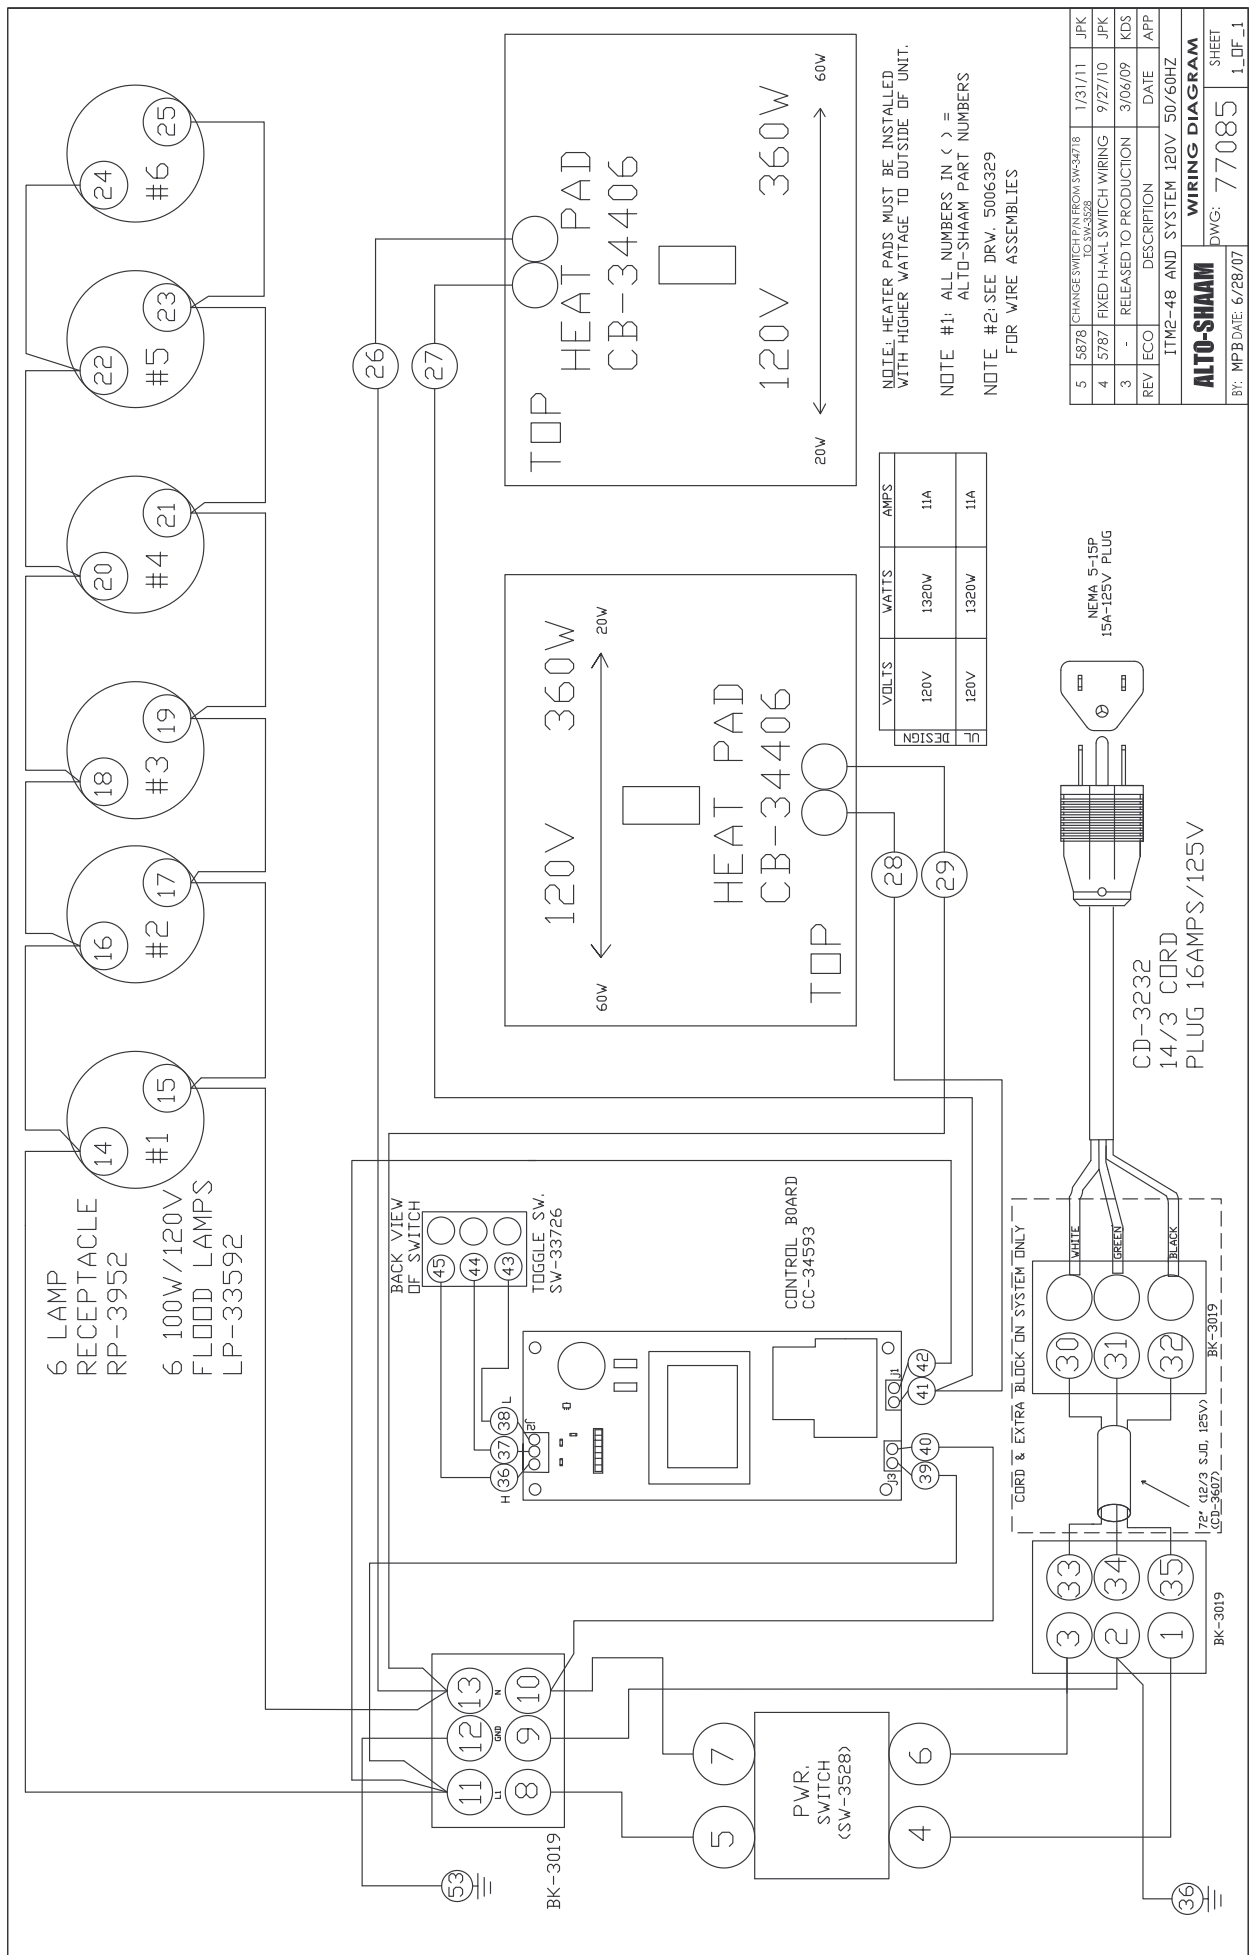 6 LAMP
RECEPTACLE
RP-3952
6 100W/120V
FLOOD LAMPS
LP-33592
14
15
#1
16
17
#2
18
19
#3
20
21
#4
22
23
#5
24
25
#6
26
27
TOP
HEAT PAD
CB-34406
120V 360W
20W 60W
120V 360W
60W 20W
HEAT PAD
CB-34406
TOP
28
29
BACK VIEW
OF SWITCH
45
44
43
TOGGLE SW.
SW-33726
H
36
37
38
L
J2
CONTROL BOARD
CC-34593
J3
J1
39
40
41
42
11
12
13
L1
GND
N
8
9
10
BK-3019
53
5
7
PWR.
SWITCH
(SW-3528)
4
6
36
3
33
2
34
1
35
BK-3019
CORD & EXTRA BLOCK ON SYSTEM ONLY
72" (12/3 SJO, 125V)
(CD-3607)
30
31
32
BK-3019
WHITE
GREEN
BLACK
CD-3232
14/3 CORD
PLUG 16AMPS/125V
NEMA 5-15P
15A-125V PLUG
VOLTS WATTS AMPS
DESIGN 120V 1320W 11A
UL 120V 1320W 11A
NOTE: HEATER PADS MUST BE INSTALLED
WITH HIGHER WATTAGE TO OUTSIDE OF UNIT.
NOTE #1: ALL NUMBERS IN ( ) =
ALTO-SHAAM PART NUMBERS
NOTE #2: SEE DRW. 5006329
FOR WIRE ASSEMBLIES
5 5878 CHANGE SWITCH P/N FROM SW-34718 TO SW-3528 1/31/11 JPK
4 5787 FIXED H-M-L SWITCH WIRING 9/27/10 JPK
3 - RELEASED TO PRODUCTION 3/06/09 KDS
REV ECO DESCRIPTION DATE APP
ITM2-48 AND SYSTEM 120V 50/60HZ
ALTO-SHAAM
WIRING DIAGRAM
BY: MPB DATE: 6/28/07
DWG: 77085
SHEET
1_OF_1